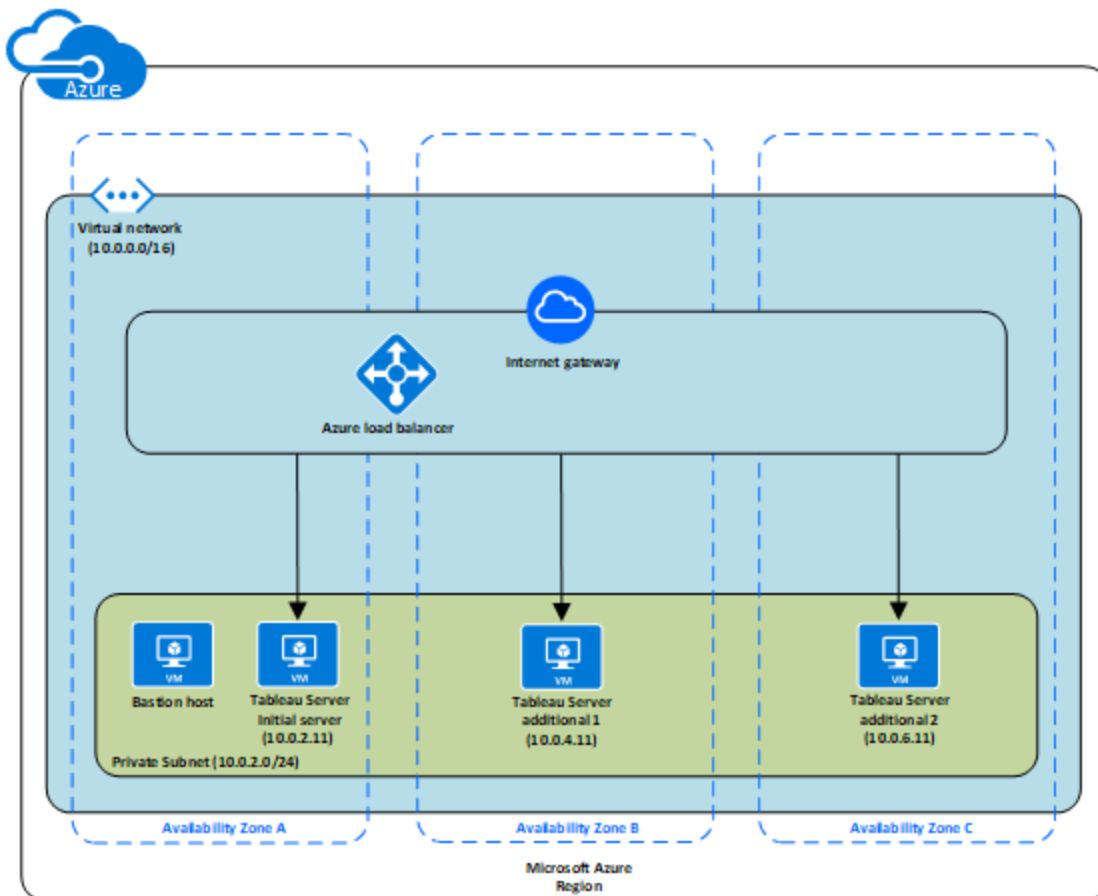 Azure
Virtual network
(10.0.0.0/16)
Internet gateway
Azure load balancer
VM
Bastion host
VM
Tableau Server
Initial server
(10.0.2.11)
VM
Tableau Server
additional 1
(10.0.4.11)
VM
Tableau Server
additional 2
(10.0.6.11)
Private Subnet (10.0.2.0/24)
Availability Zone A
Availability Zone B
Availability Zone C
Microsoft Azure
Region